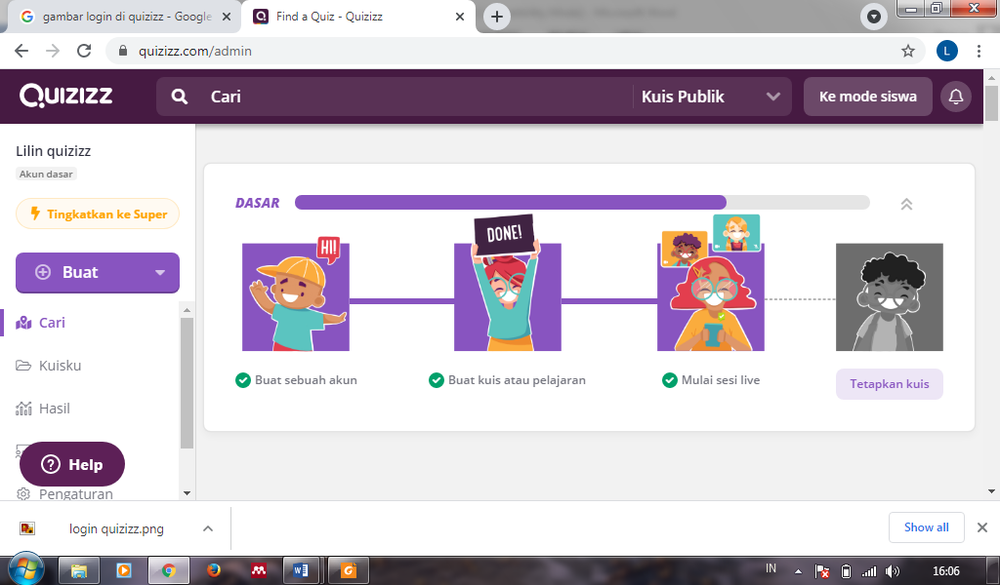 gambar login di quizizz - Google
Find a Quiz - Quizizz
quizizz.com/admin
L
QUIZIZZ
Cari
Kuis Publik
Ke mode siswa
Lilin quizizz
Akun dasar
Tingkatkan ke Super
Buat
Cari
Kuisku
Hasil
Help
Pengaturan
DASAR
HI!
DONE!
Buat sebuah akun
Buat kuis atau pelajaran
Mulai sesi live
Tetapkan kuis
login quizizz.png
Show all
IN
16:06